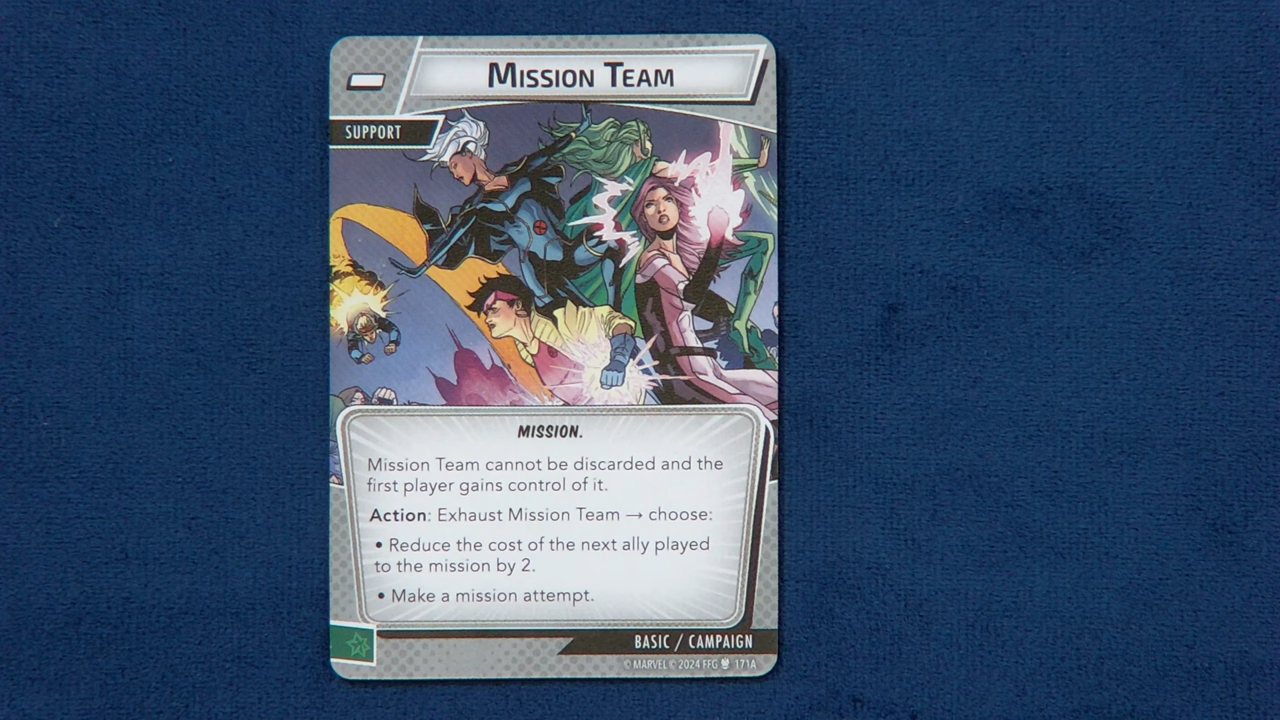 Mission Team
SUPPORT
MISSION.
Mission Team cannot be discarded and the
first player gains control of it.
Action: Exhaust Mission Team → choose:
• Reduce the cost of the next ally played
to the mission by 2.
• Make a mission attempt.
BASIC / CAMPAIGN
© MARVEL © 2024 FFG 171A